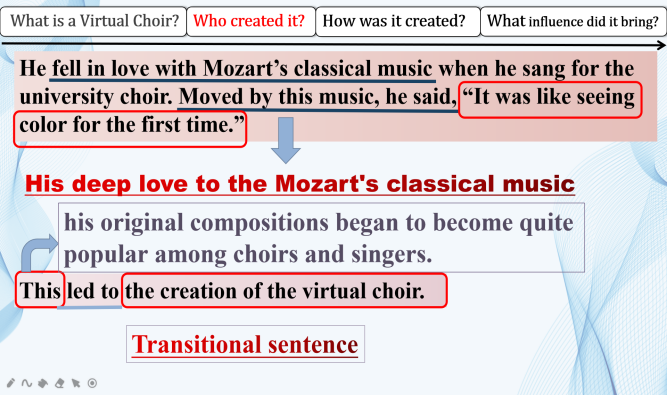 What is a Virtual Choir?
Who created it?
How was it created?
What influence did it bring?
He fell in love with Mozart's classical music when he sang for the
university choir. Moved by this music, he said, “It was like seeing
color for the first time.”
His deep love to the Mozart's classical music
his original compositions began to become quite
popular among choirs and singers.
This led to the creation of the virtual choir.
Transitional sentence